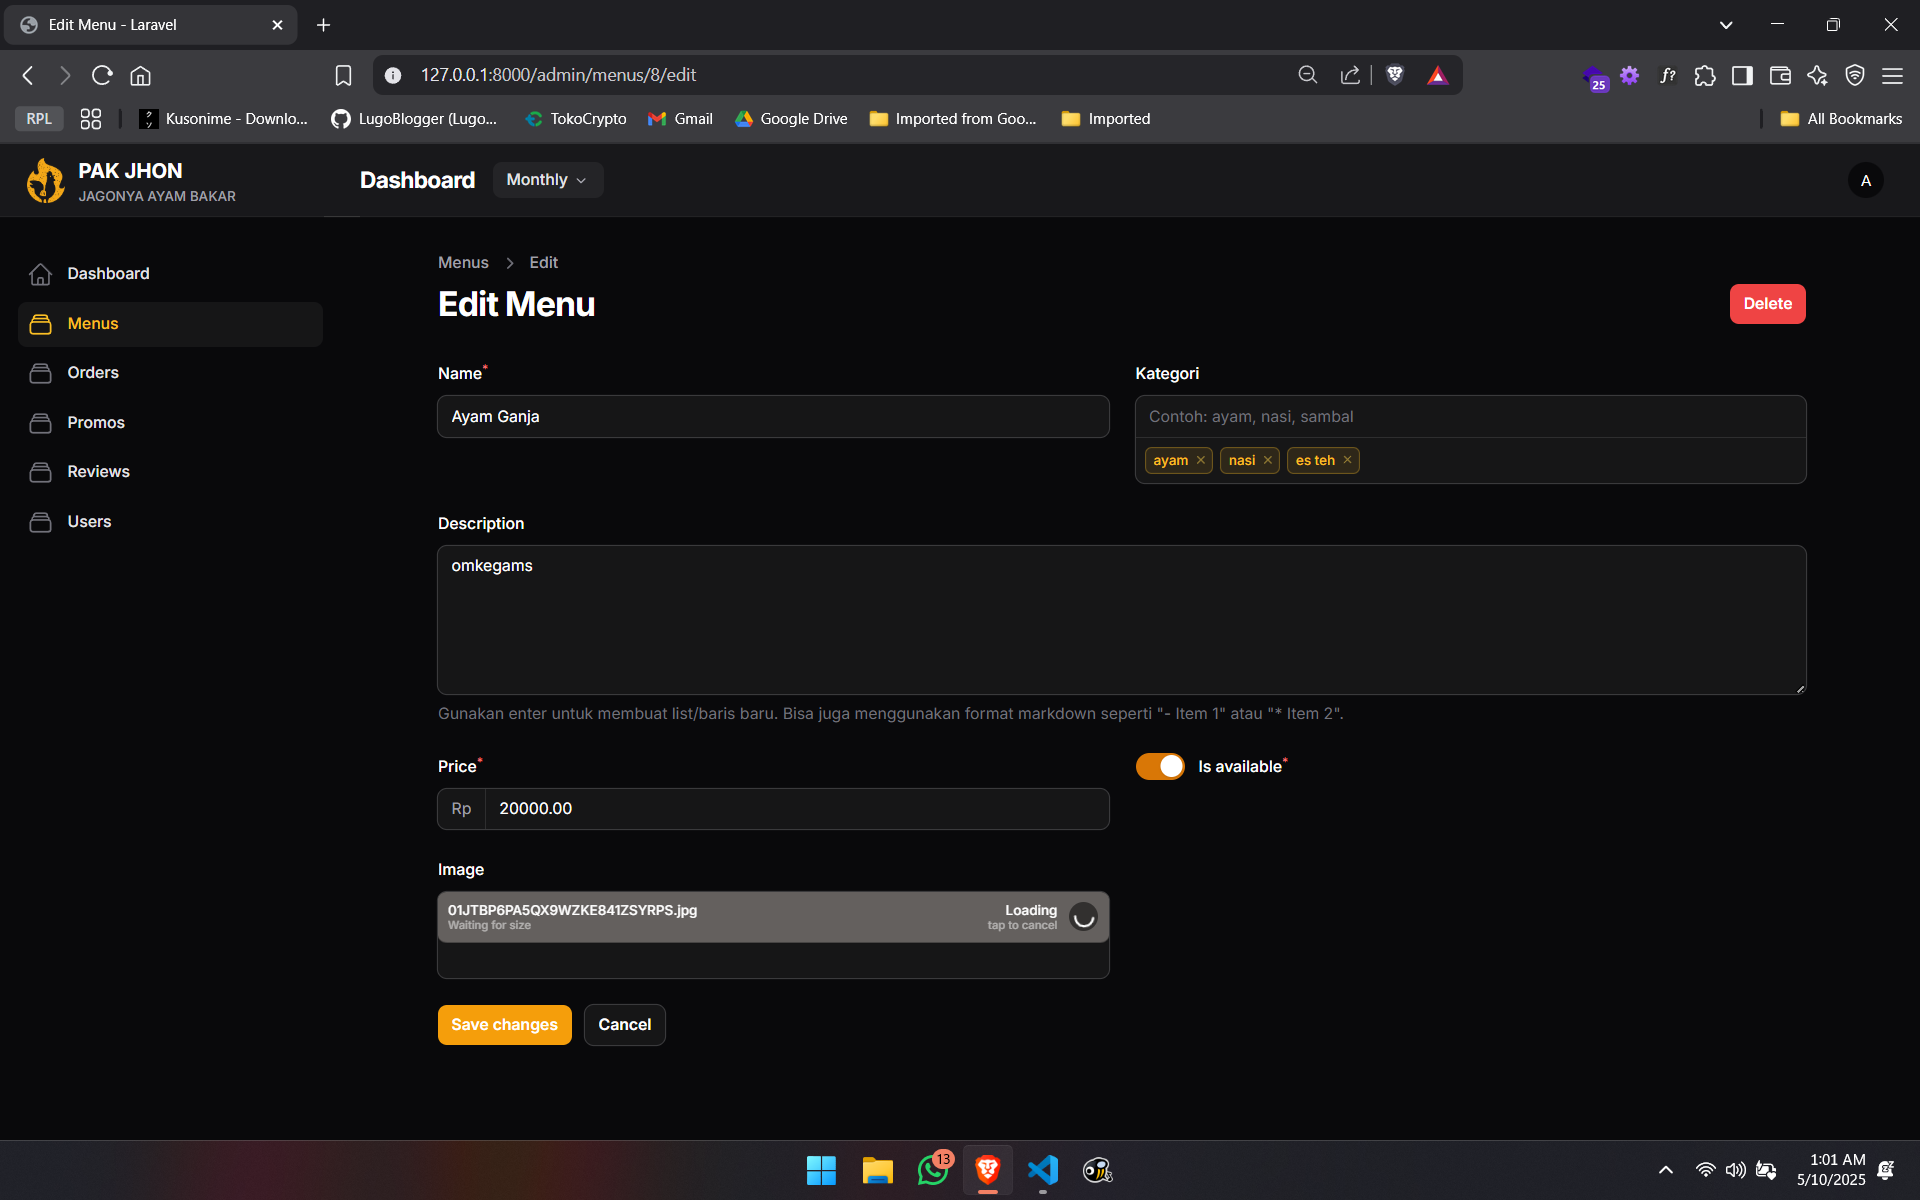 Edit Menu - Laravel
127.0.0.1:8000/admin/menus/8/edit
25
f?
RPL
Kusonime - Downlo...
LugoBlogger (Lugo...
TokoCrypto
Gmail
Google Drive
Imported from Goo...
Imported
All Bookmarks
PAK JHON
JAGONYA AYAM BAKAR
Dashboard
Monthly
A
Dashboard
Menus
Orders
Promos
Reviews
Users
Menus > Edit
Edit Menu
Delete
Name*
Ayam Ganja
Kategori
Contoh: ayam, nasi, sambal
ayam × nasi × es teh ×
Description
omkegams
Gunakan enter untuk membuat list/baris baru. Bisa juga menggunakan format markdown seperti "- Item 1" atau "* Item 2".
Price*
Rp 20000.00
Is available*
Image
01JTBP6PA5QX9WZKE841ZSYRPS.jpg
Waiting for size
Loading
tap to cancel
Save changes
Cancel
13
1:01 AM
5/10/2025